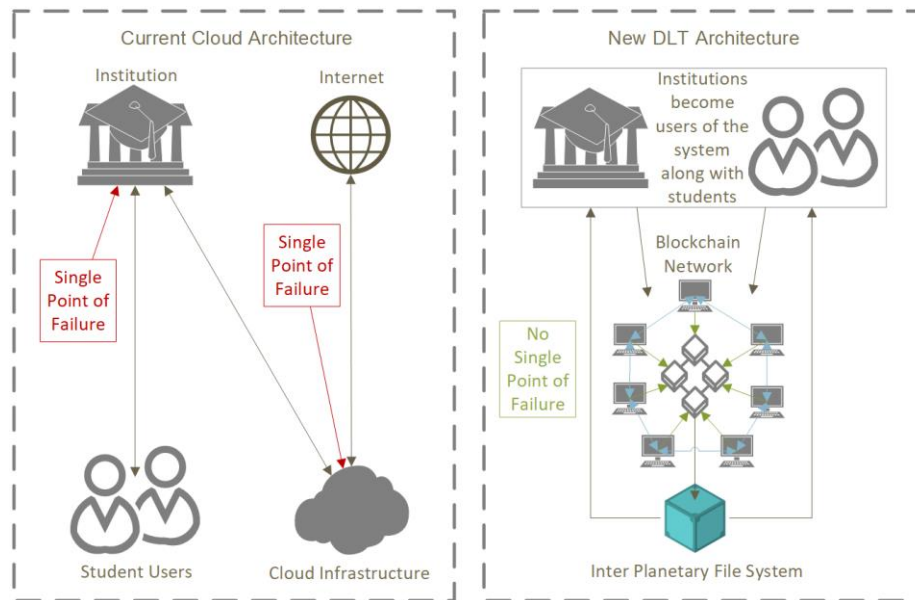 Current Cloud Architecture
Institution
Internet
Single
Point of
Failure
Single
Point of
Failure
Student Users
Cloud Infrastructure
New DLT Architecture
Institutions
become
users of the
system
along with
students
Blockchain
Network
No
Single
Point of
Failure
Inter Planetary File System